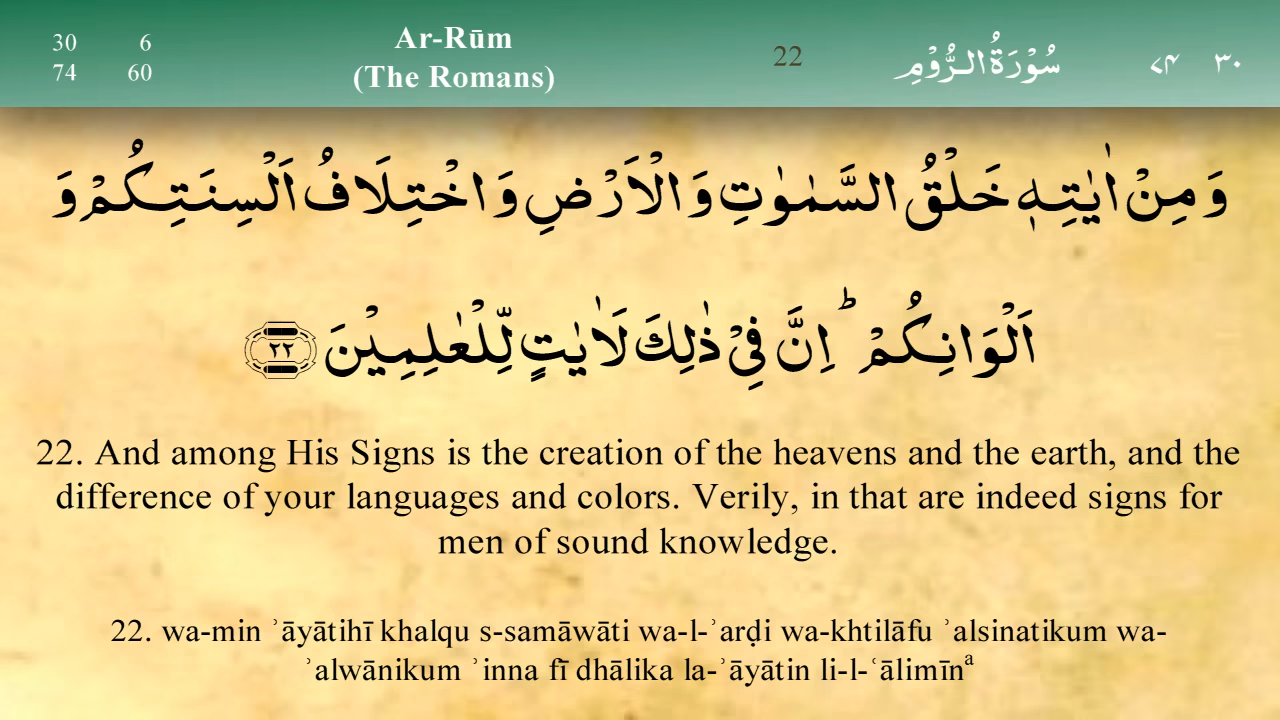 30 6
74 60
Ar-Rūm
(The Romans)
22
سُوْرَةُ الرُّوْمِ
٧٤ ٣٠
وَ مِنْ اٰيٰتِهٖ خَلْقُ السَّمٰوٰتِ وَ الْاَرْضِ وَ اخْتِلَافُ اَلْسِنَتِكُمْ وَ
اَلْوَانِكُمْ ؕ اِنَّ فِيْ ذٰلِكَ لَاٰيٰتٍ لِّلْعٰلِمِيْنَ ٢٢
22. And among His Signs is the creation of the heavens and the earth, and the
difference of your languages and colors. Verily, in that are indeed signs for
men of sound knowledge.
22. wa-min ʾāyātihī khalqu s-samāwāti wa-l-ʾarḍi wa-khtilāfu ʾalsinatikum wa-
ʾalwānikum ʾinna fī dhālika la-ʾāyātin li-l-ʿālimīnᵃ